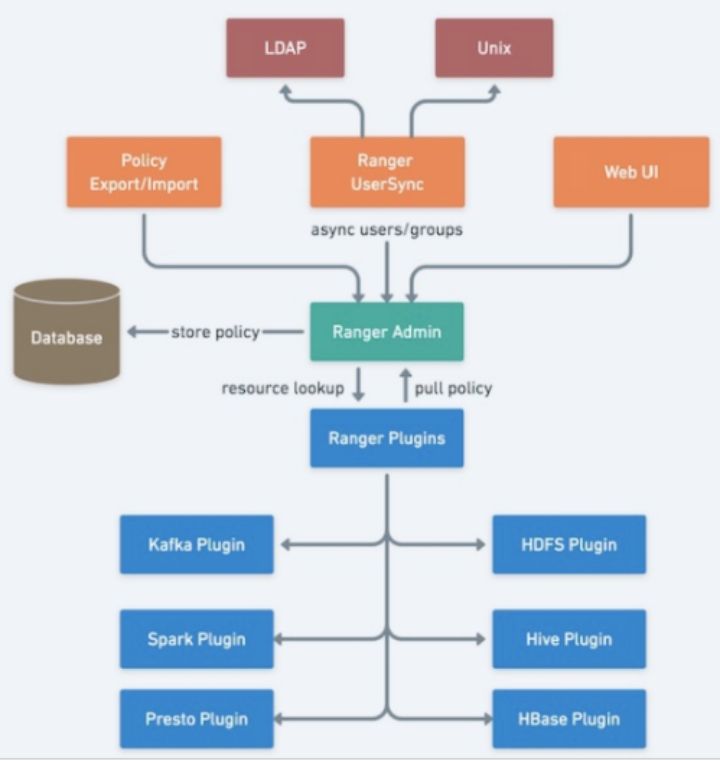 LDAP
Unix
Policy
Export/Import
Ranger
UserSync
Web UI
async users/groups
Database
store policy
Ranger Admin
resource lookup
pull policy
Ranger Plugins
Kafka Plugin
HDFS Plugin
Spark Plugin
Hive Plugin
Presto Plugin
HBase Plugin